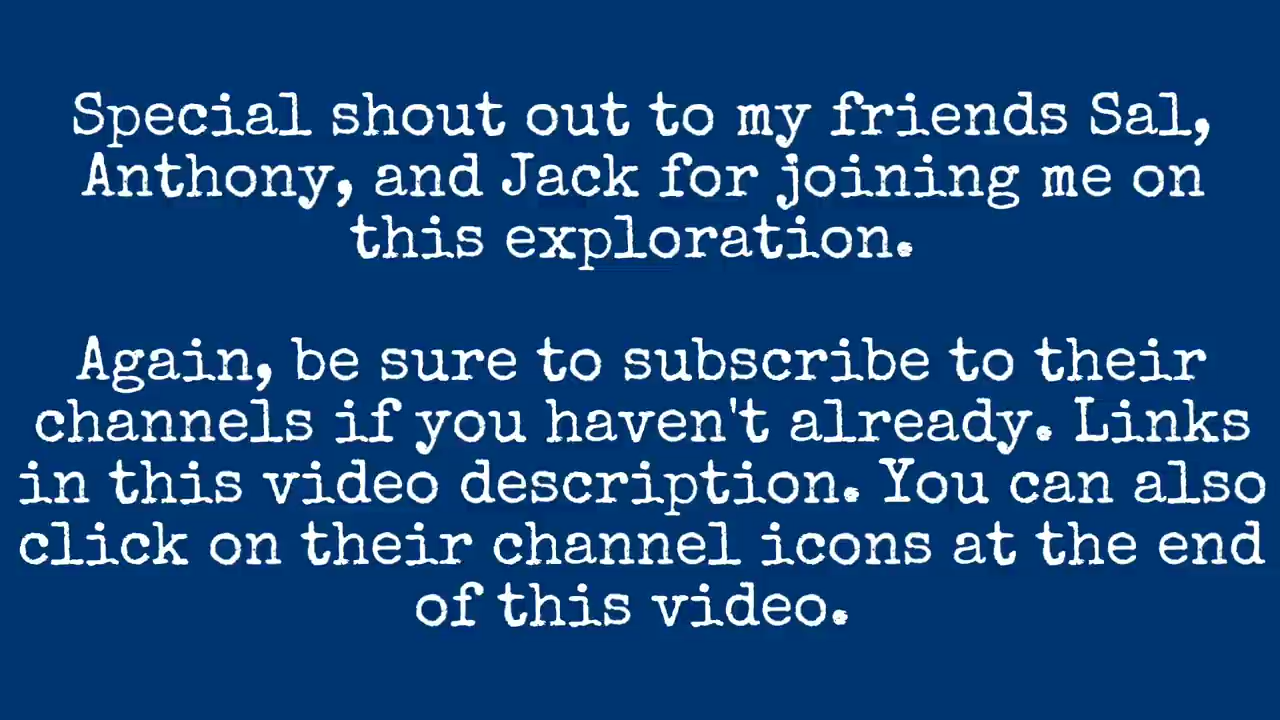 Special shout out to my friends Sal,
Anthony, and Jack for joining me on
this exploration.
Again, be sure to subscribe to their
channels if you haven't already. Links
in this video description. You can also
click on their channel icons at the end
of this video.